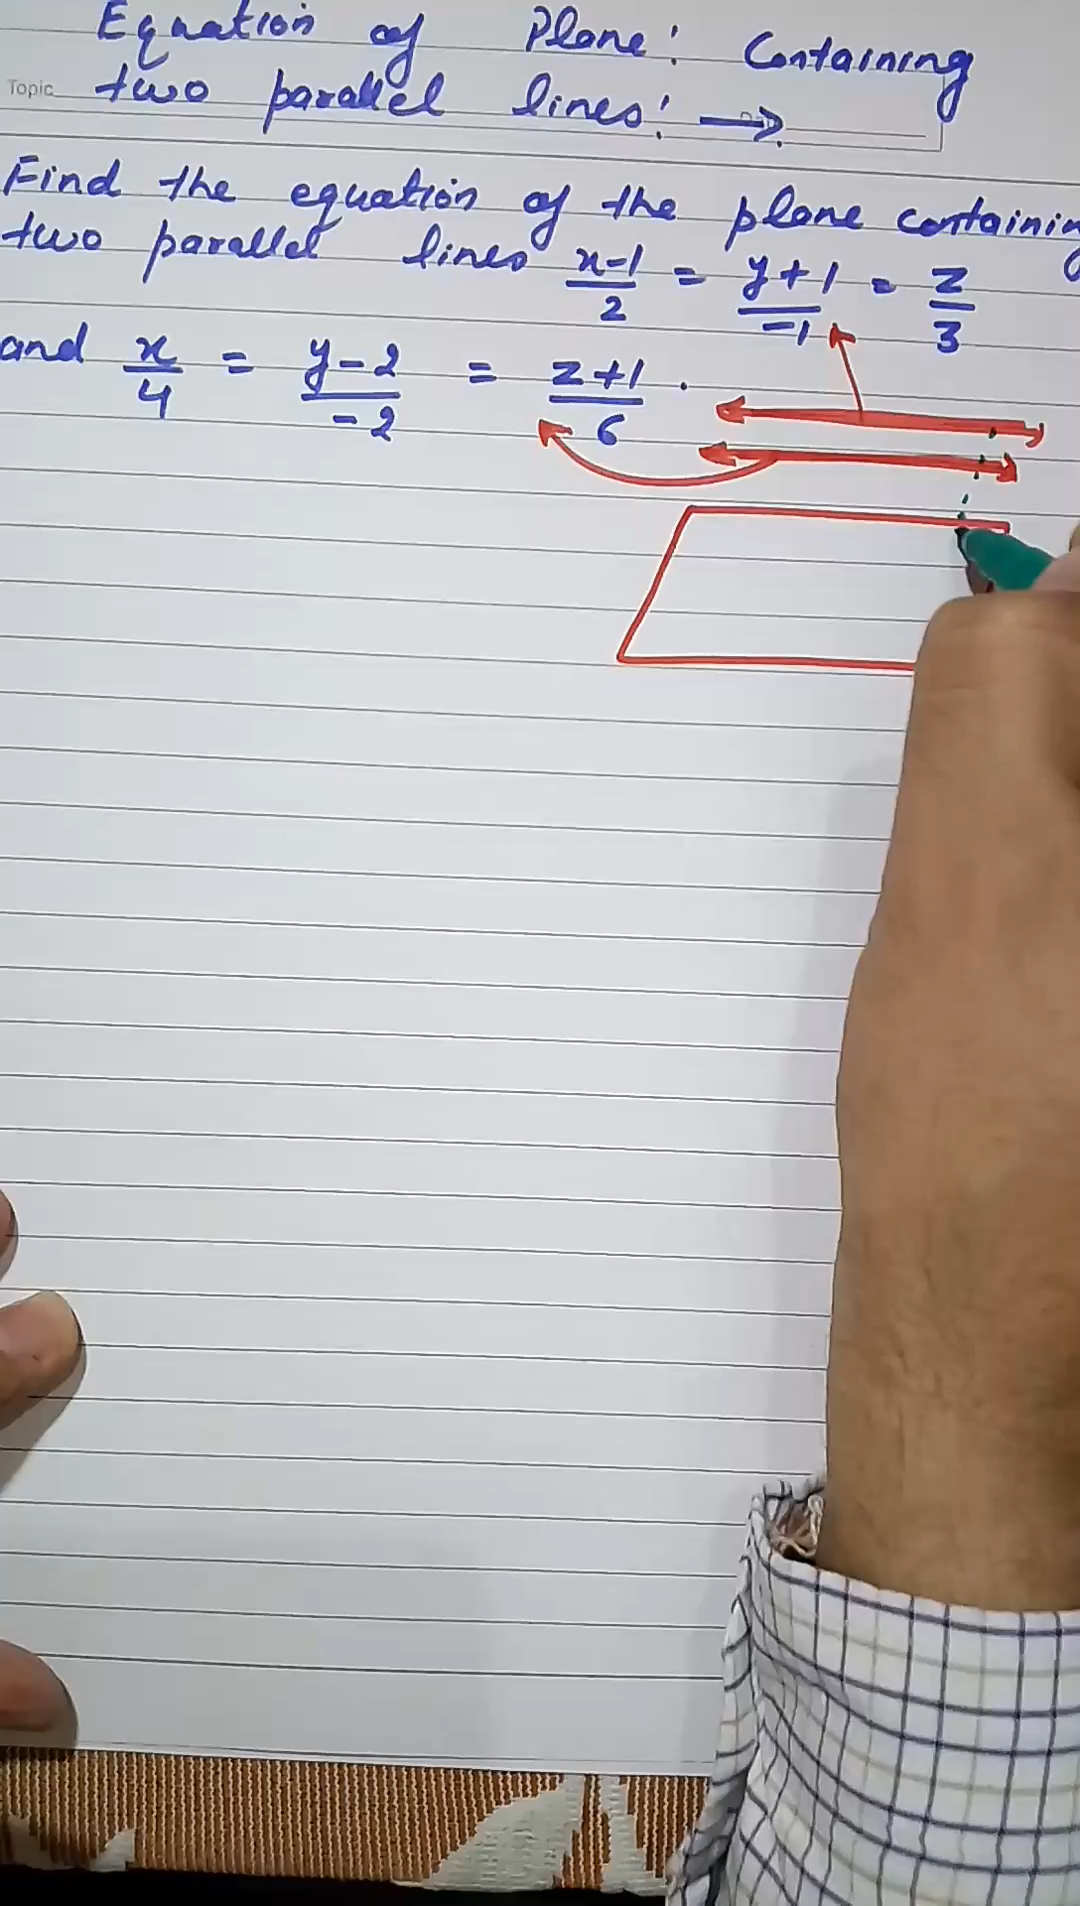 Equation of Plane: Containing
Topic two parallel lines: →
Find the equation of the plane containing
two parallel lines x-1/2 = y+1/-1 = z/3
and x/4 = y-2/-2 = z+1/6 .